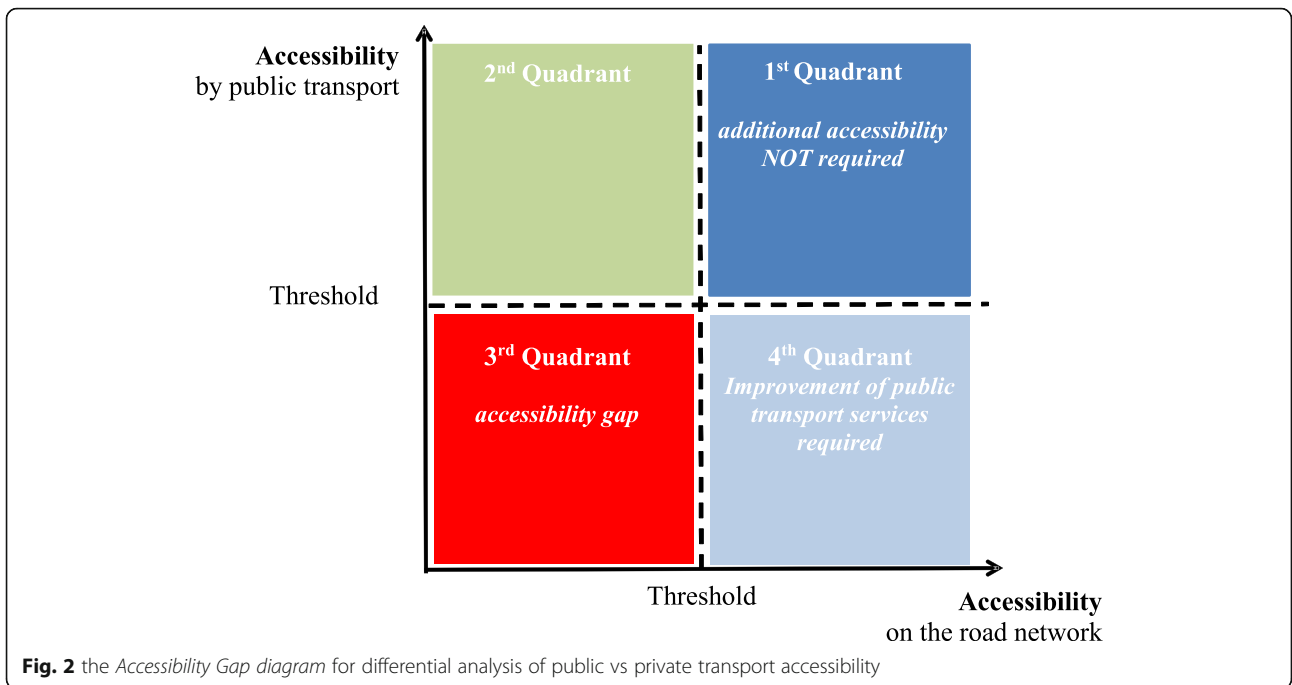 Accessibility
by public transport
2nd Quadrant
1st Quadrant
additional accessibility
NOT required
Threshold
3rd Quadrant
accessibility gap
4th Quadrant
Improvement of public
transport services
required
Threshold
Accessibility
on the road network
Fig. 2 the Accessibility Gap diagram for differential analysis of public vs private transport accessibility